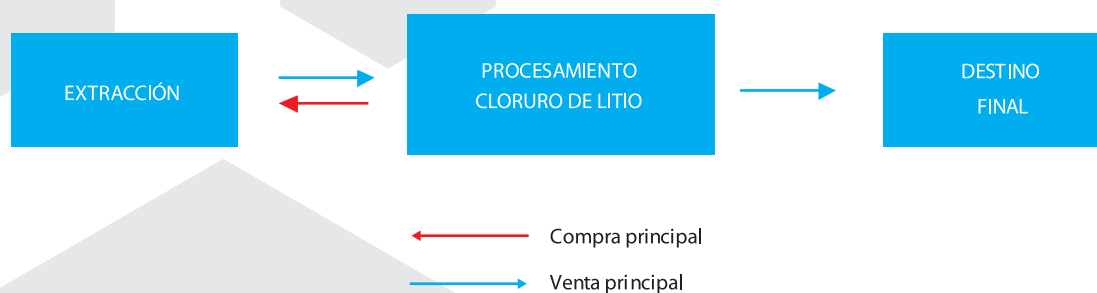 EXTRACCIÓN
PROCESAMIENTO
CLORURO DE LITIO
DESTINO
FINAL
Compra principal
Venta principal